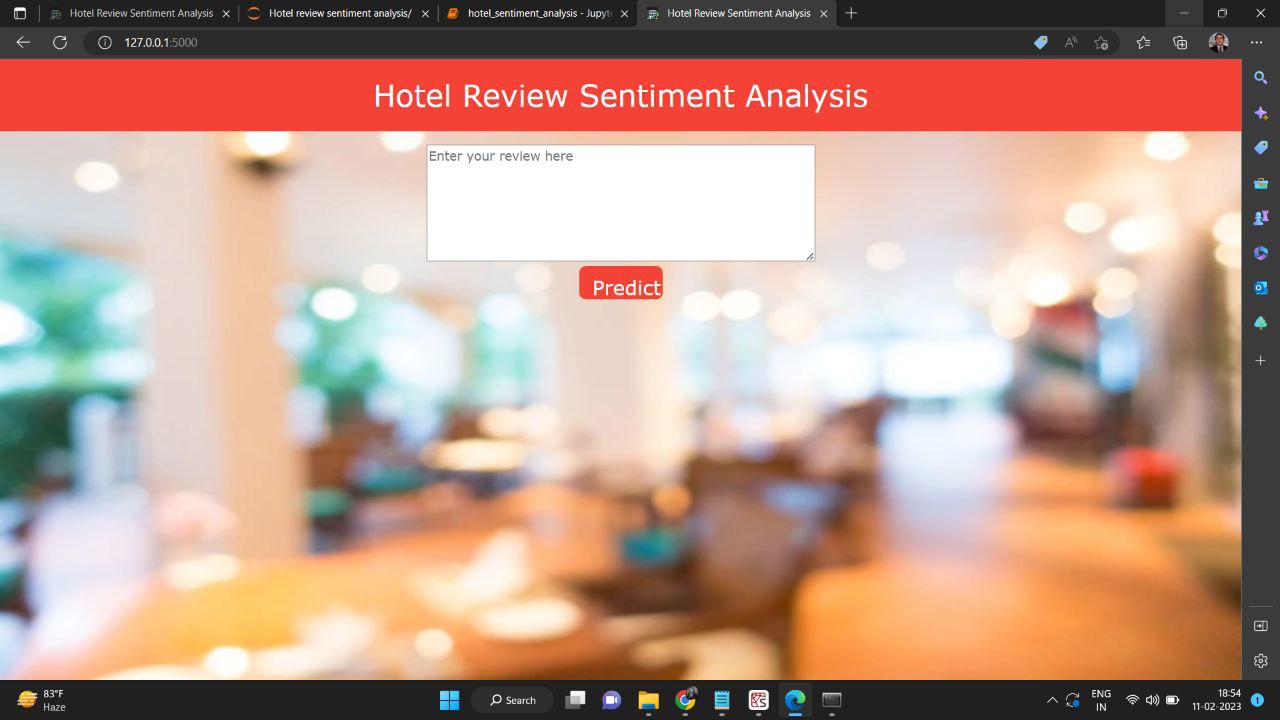 Hotel Review Sentiment Analysis
Hotel review sentiment analysis/
hotel_sentiment_analysis - Jupyt
Hotel Review Sentiment Analysis
127.0.0.1:5000
Hotel Review Sentiment Analysis
Enter your review here
Predict
83°F
Haze
Search
ENG
IN
18:54
11-02-2023
1